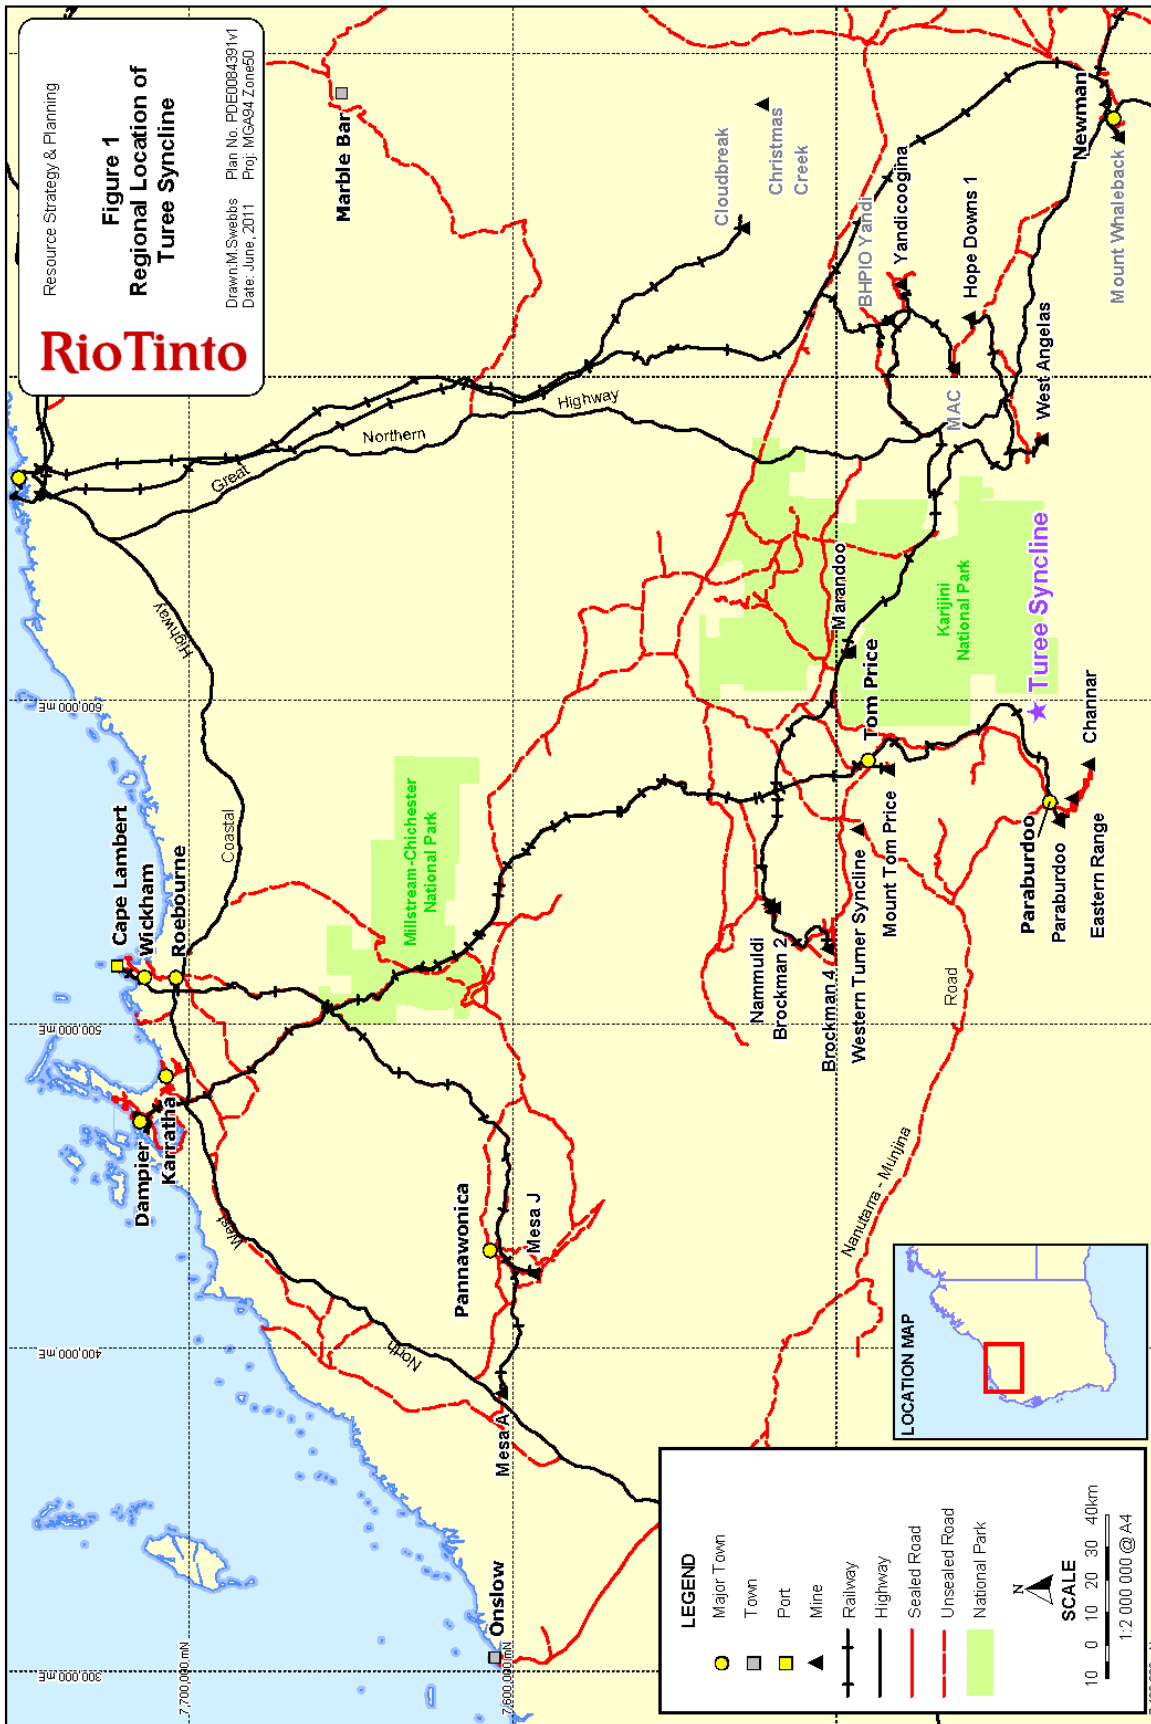 Resource Strategy & Planning
Figure 1
Regional Location of
Turee Syncline
Drawn:M.Swebbs Plan No. PDE0084391v1
Date: June, 2011 Proj: MGA94 Zone50
RioTinto
300,000 mE
400,000 mE
500,000 mE
600,000 mE
7,700,000 mN
7,600,000 mN
Dampier
Karratha
Cape Lambert
Wickham
Roebourne
Coastal
Highway
West
North
Great
Northern
Highway
Marble Bar
Millstream-Chichester
National Park
Onslow
Pannawonica
Mesa J
Mesa A
Cloudbreak
Christmas
Creek
Nammuldi
Brockman 2
Brockman 4
Western Turner Syncline
Mount Tom Price
Tom Price
Marandoo
Karijini
National Park
BHPIO Yandi
Yandicoogina
Hope Downs 1
MAC
West Angelas
Newman
Mount Whaleback
Turee Syncline
Channar
Paraburdoo
Paraburdoo
Eastern Range
Nanutarra - Munjina
Road
LEGEND
Major Town
Town
Port
Mine
Railway
Highway
Sealed Road
Unsealed Road
National Park
N
SCALE
10 0 10 20 30 40km
1:2 000 000 @A4
LOCATION MAP